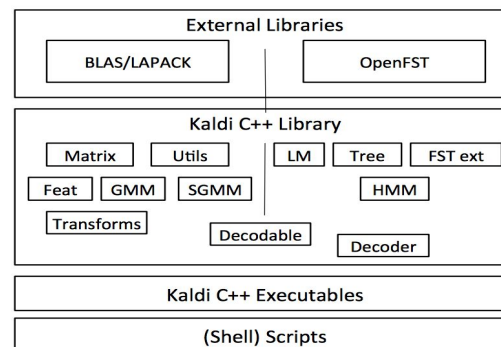 External Libraries
BLAS/LAPACK OpenFST
Kaldi C++ Library
Matrix Utils LM Tree FST ext
Feat GMM SGMM HMM
Transforms
Decodable
Decoder
Kaldi C++ Executables
(Shell) Scripts